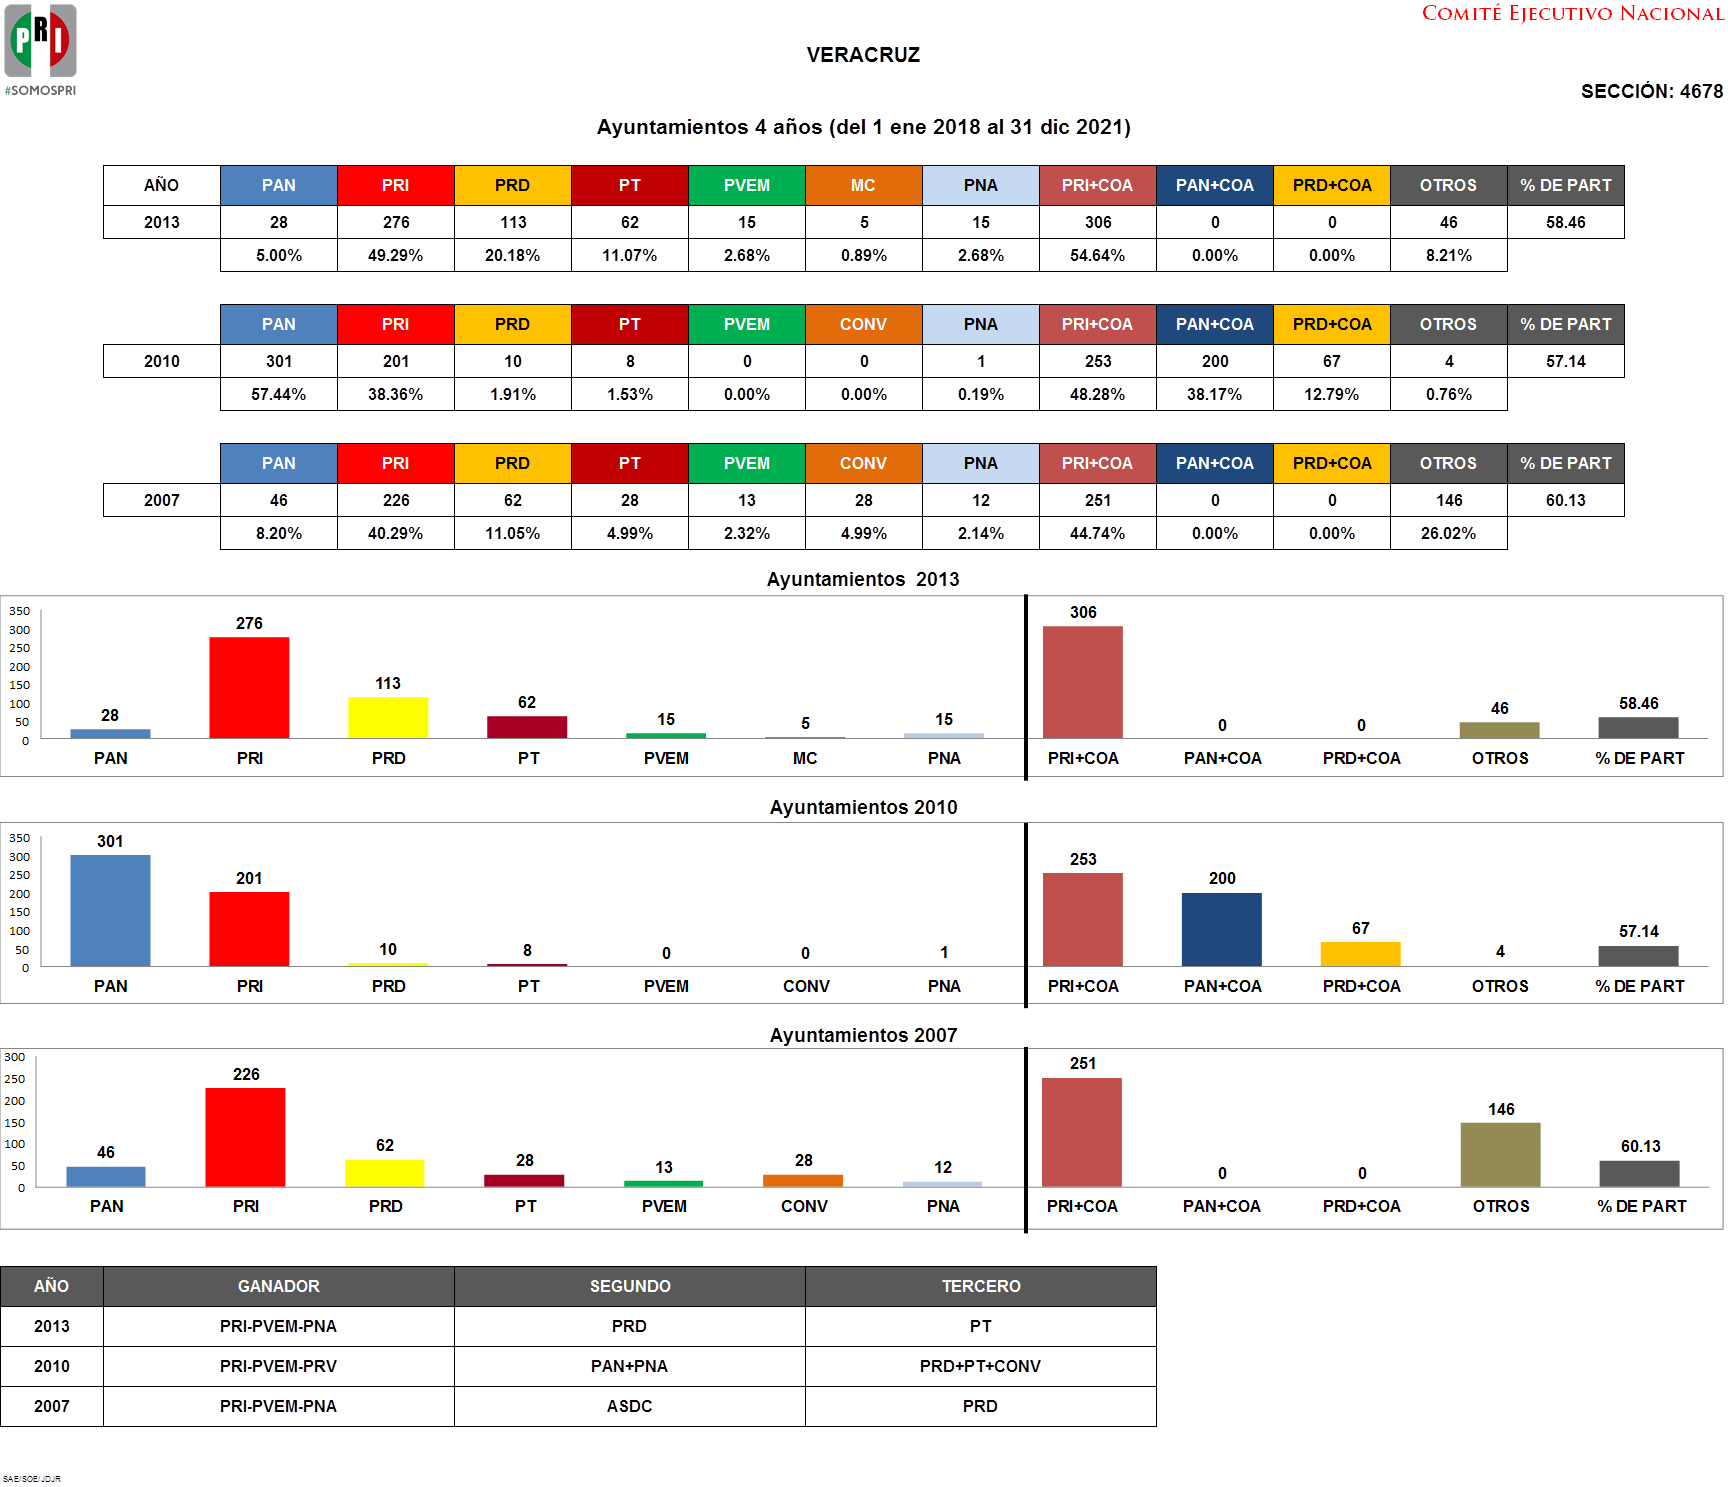 PRI
#SOMOSPRI
COMITÉ EJECUTIVO NACIONAL
VERACRUZ
SECCIÓN: 4678
Ayuntamientos 4 años (del 1 ene 2018 al 31 dic 2021)
AÑO PAN PRI PRD PT PVEM MC PNA PRI+COA PAN+COA PRD+COA OTROS % DE PART
2013 28 276 113 62 15 5 15 306 0 0 46 58.46
5.00% 49.29% 20.18% 11.07% 2.68% 0.89% 2.68% 54.64% 0.00% 0.00% 8.21%
PAN PRI PRD PT PVEM CONV PNA PRI+COA PAN+COA PRD+COA OTROS % DE PART
2010 301 201 10 8 0 0 1 253 200 67 4 57.14
57.44% 38.36% 1.91% 1.53% 0.00% 0.00% 0.19% 48.28% 38.17% 12.79% 0.76%
PAN PRI PRD PT PVEM CONV PNA PRI+COA PAN+COA PRD+COA OTROS % DE PART
2007 46 226 62 28 13 28 12 251 0 0 146 60.13
8.20% 40.29% 11.05% 4.99% 2.32% 4.99% 2.14% 44.74% 0.00% 0.00% 26.02%
Ayuntamientos 2013
350
300
250
200
150
100
50
0
28 276 113 62 15 5 15 306 0 0 46 58.46
PAN PRI PRD PT PVEM MC PNA PRI+COA PAN+COA PRD+COA OTROS % DE PART
Ayuntamientos 2010
350
300
250
200
150
100
50
0
301 201 10 8 0 0 1 253 200 67 4 57.14
PAN PRI PRD PT PVEM CONV PNA PRI+COA PAN+COA PRD+COA OTROS % DE PART
Ayuntamientos 2007
300
250
200
150
100
50
0
46 226 62 28 13 28 12 251 0 0 146 60.13
PAN PRI PRD PT PVEM CONV PNA PRI+COA PAN+COA PRD+COA OTROS % DE PART
AÑO GANADOR SEGUNDO TERCERO
2013 PRI-PVEM-PNA PRD PT
2010 PRI-PVEM-PRV PAN+PNA PRD+PT+CONV
2007 PRI-PVEM-PNA ASDC PRD
SAE/SOE/JDJR